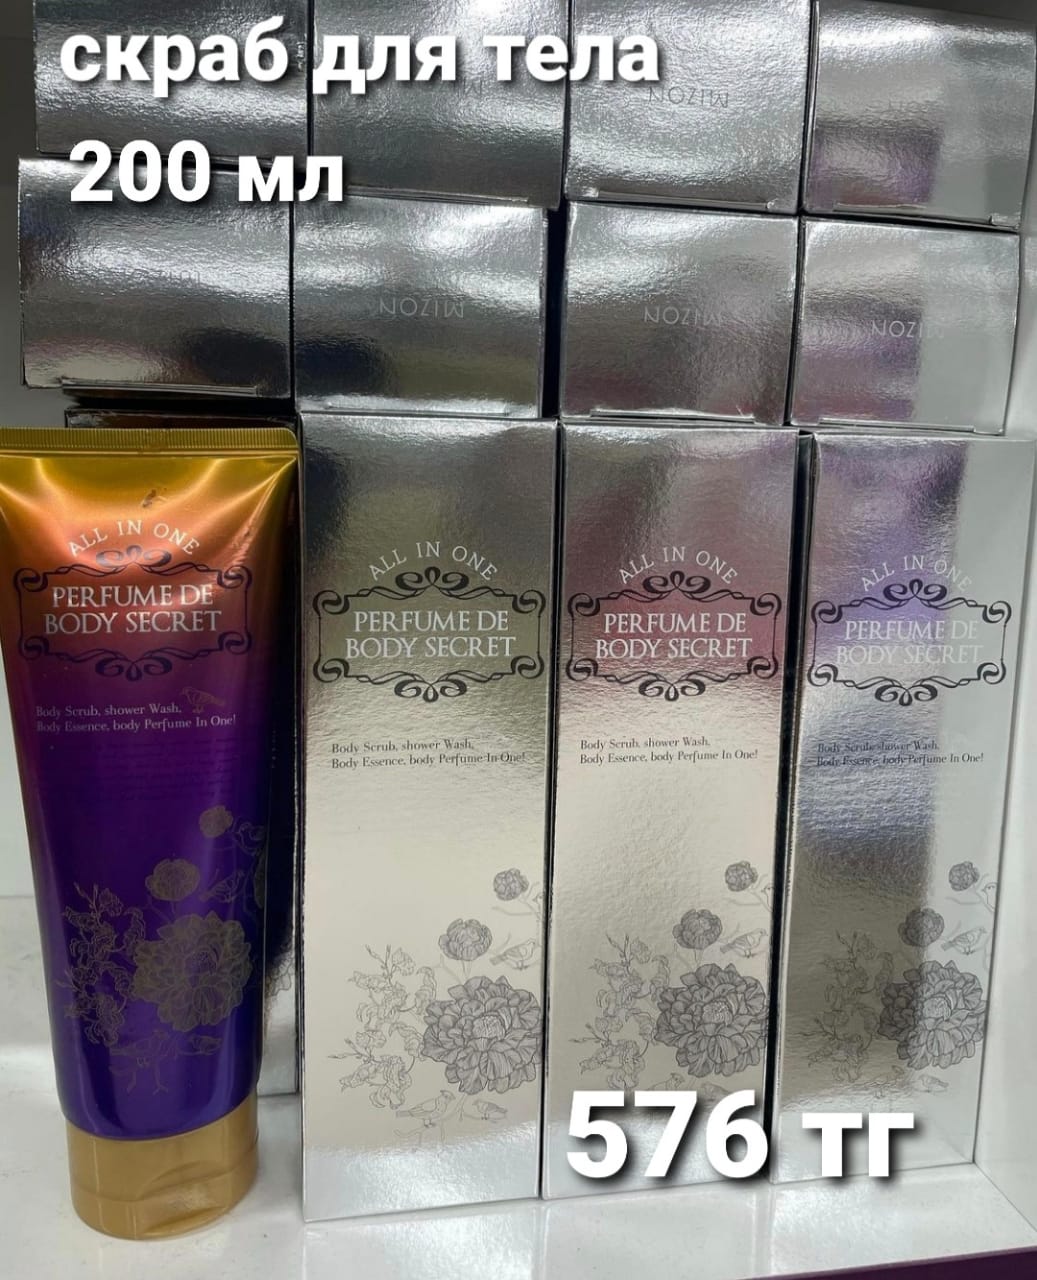 скраб для тела
200 мл
MIZON
MIZON
MIZON
MIZON
ALL IN ONE
PERFUME DE
BODY SECRET
Body Scrub, shower Wash,
Body Essence, body Perfume In One!
ALL IN ONE
PERFUME DE
BODY SECRET
Body Scrub, shower Wash,
Body Essence, body Perfume In One!
ALL IN ONE
PERFUME DE
BODY SECRET
Body Scrub, shower Wash,
Body Essence, body Perfume In One!
ALL IN ONE
PERFUME DE
BODY SECRET
Body Scrub, shower Wash,
Body Essence, body Perfume In One!
576 тг